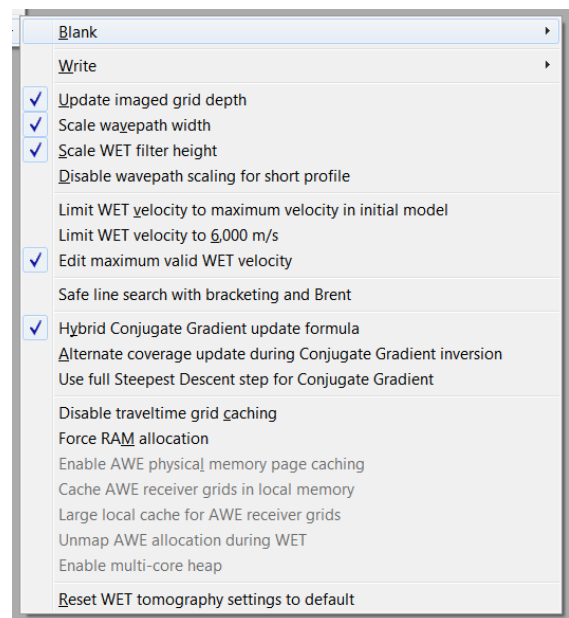 Blank
Write
Update imaged grid depth
Scale wavepath width
Scale WET filter height
Disable wavepath scaling for short profile
Limit WET velocity to maximum velocity in initial model
Limit WET velocity to 6,000 m/s
Edit maximum valid WET velocity
Safe line search with bracketing and Brent
Hybrid Conjugate Gradient update formula
Alternate coverage update during Conjugate Gradient inversion
Use full Steepest Descent step for Conjugate Gradient
Disable traveltime grid caching
Force RAM allocation
Enable AWE physical memory page caching
Cache AWE receiver grids in local memory
Large local cache for AWE receiver grids
Unmap AWE allocation during WET
Enable multi-core heap
Reset WET tomography settings to default